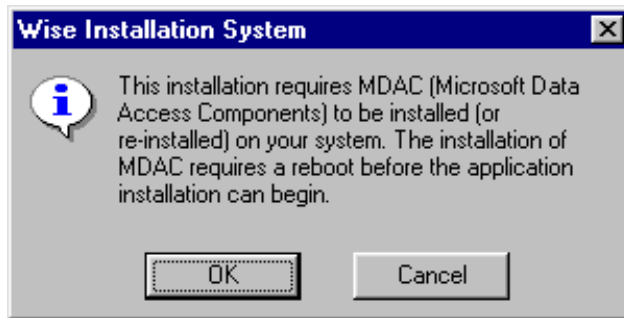 Wise Installation System
This installation requires MDAC (Microsoft Data
Access Components) to be installed (or
re-installed) on your system. The installation of
MDAC requires a reboot before the application
installation can begin.
OK
Cancel